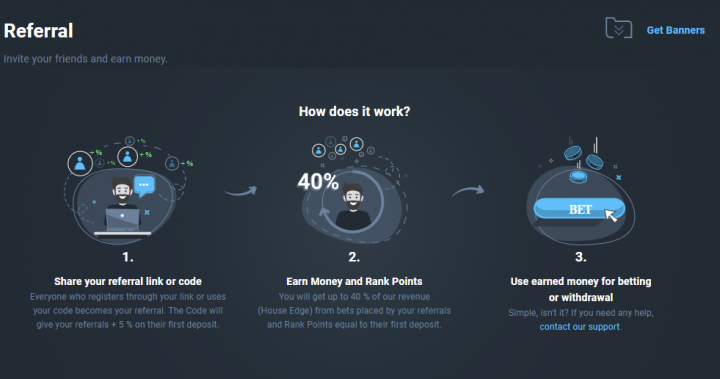 Referral
Get Banners
Invite your friends and earn money.
How does it work?
+%
+%
+%
+%
40%
BET
1.
Share your referral link or code
Everyone who registers through your link or uses
your code becomes your referral. The Code will
give your referrals + 5 % on their first deposit.
2.
Earn Money and Rank Points
You will get up to 40 % of our revenue
(House Edge) from bets placed by your referrals
and Rank Points equal to their first deposit.
3.
Use earned money for betting
or withdrawal
Simple, isn't it? If you need any help,
contact our support.